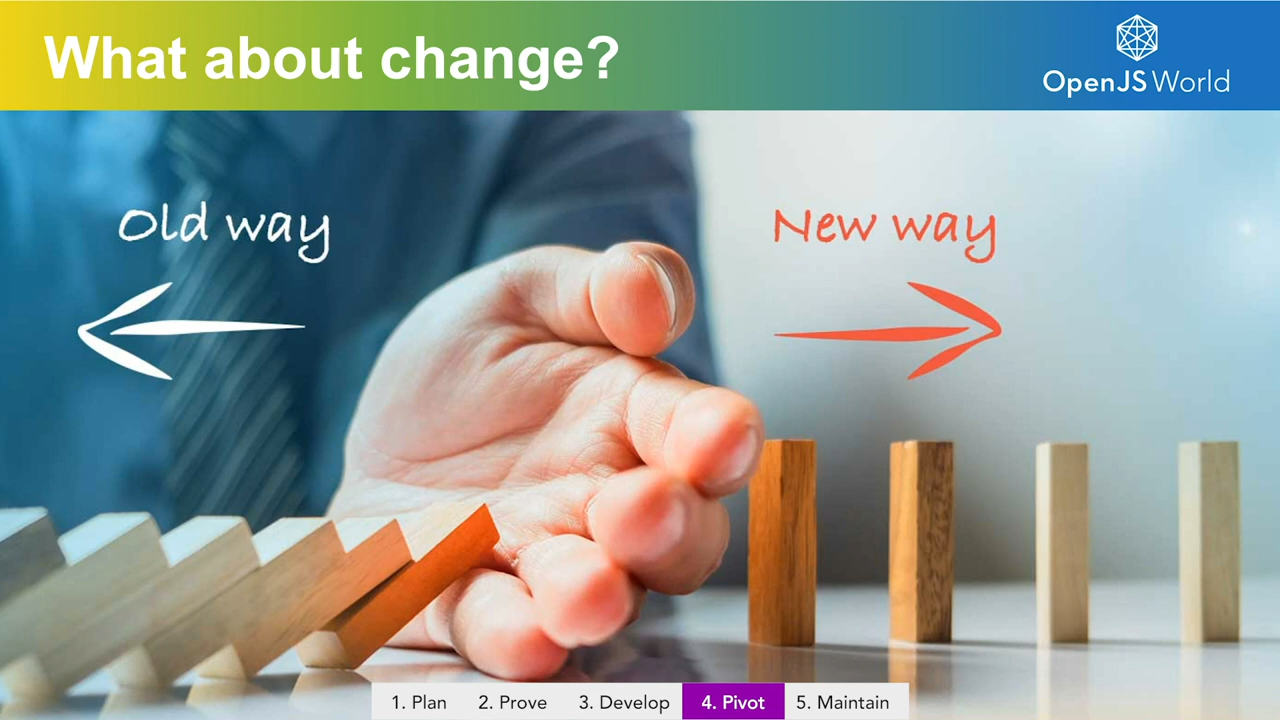 What about change?
OpenJS World
Old way
New way
1. Plan
2. Prove
3. Develop
4. Pivot
5. Maintain